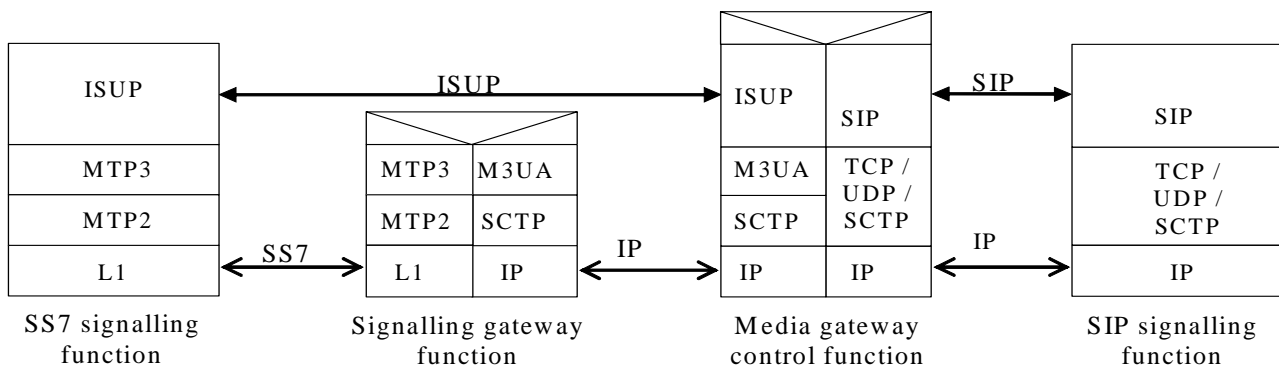 ISUP
MTP3
MTP2
L1
SS7 signalling
function
ISUP
SS7
MTP3
M3UA
MTP2
SCTP
L1
IP
Signalling gateway
function
IP
ISUP
SIP
M3UA
TCP /
UDP /
SCTP
SCTP
IP
IP
Media gateway
control function
SIP
IP
SIP
TCP /
UDP /
SCTP
IP
SIP signalling
function